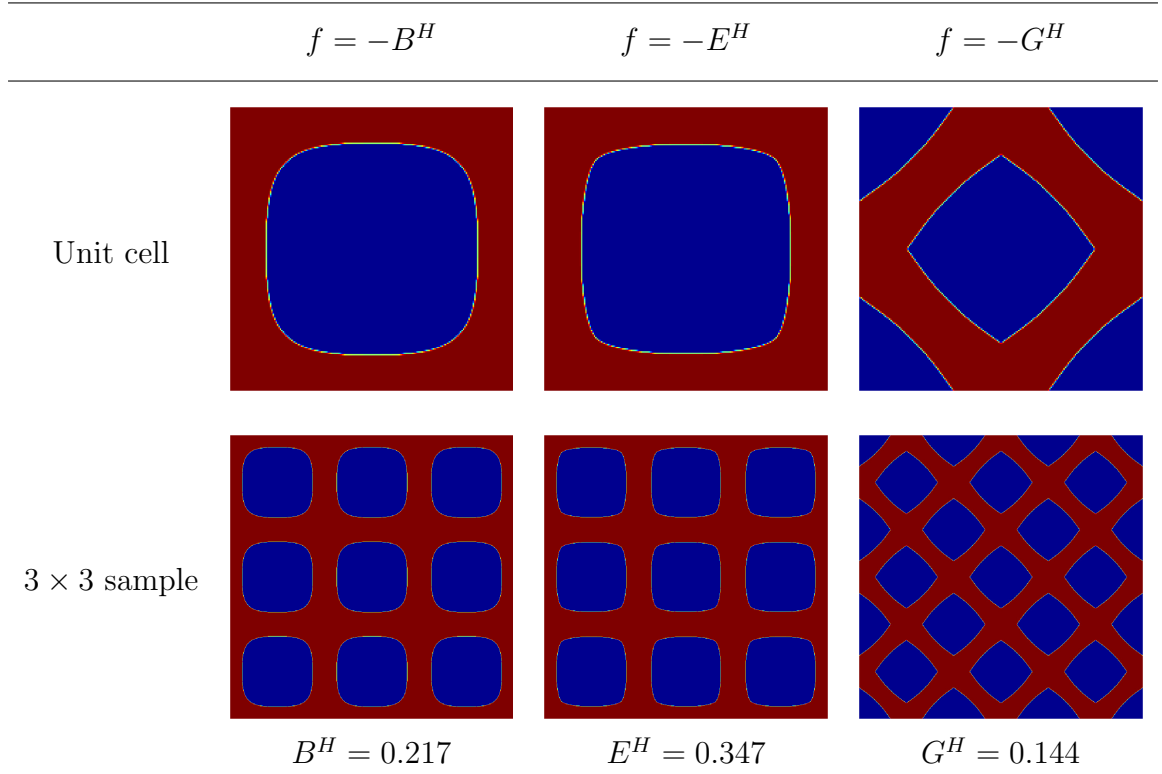 f = −B^H f = −E^H f = −G^H
Unit cell
3 × 3 sample
B^H = 0.217 E^H = 0.347 G^H = 0.144